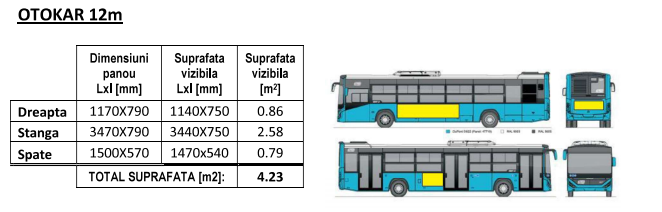 OTOKAR 12m
Dimensiuni panou Lxl [mm] Suprafata vizibila Lxl [mm] Suprafata vizibila [m²]
Dreapta 1170X790 1140X750 0.86
Stanga 3470X790 3440X750 2.58
Spate 1500X570 1470x540 0.79
TOTAL SUPRAFATA [m2]: 4.23